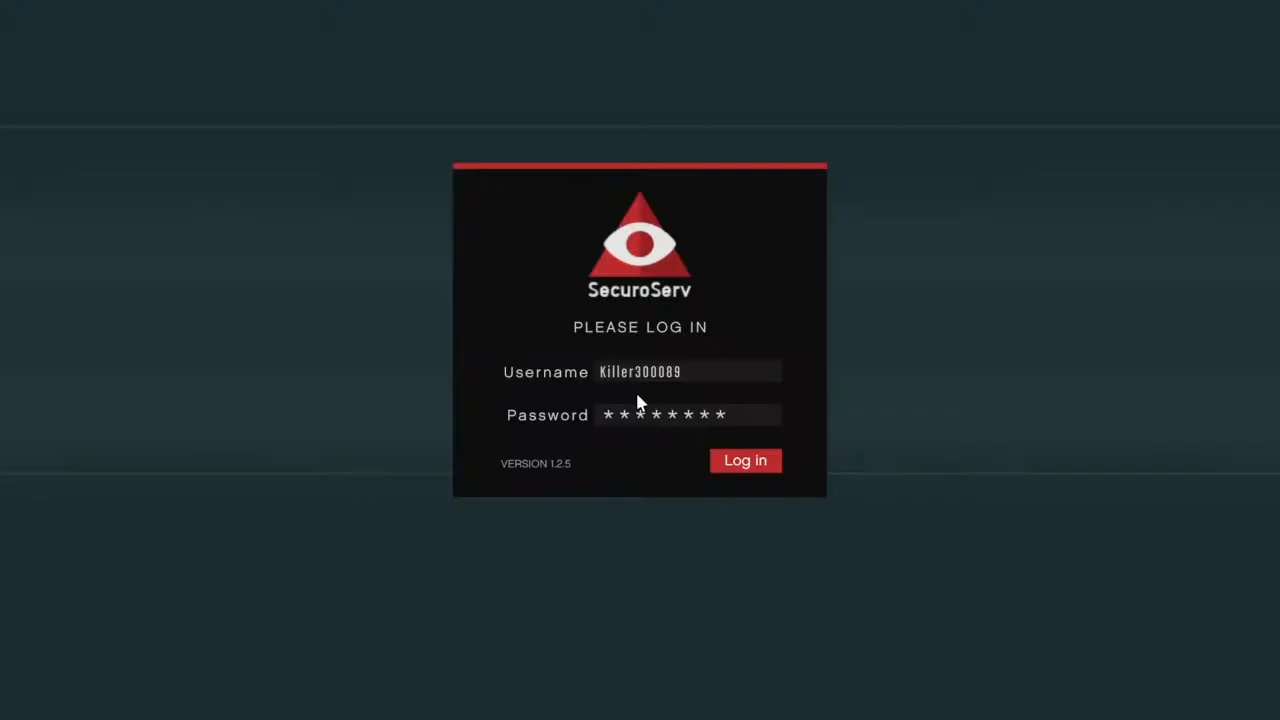 SecuroServ
PLEASE LOG IN
Username Killer300089
Password ********
VERSION 1.2.5
Log in